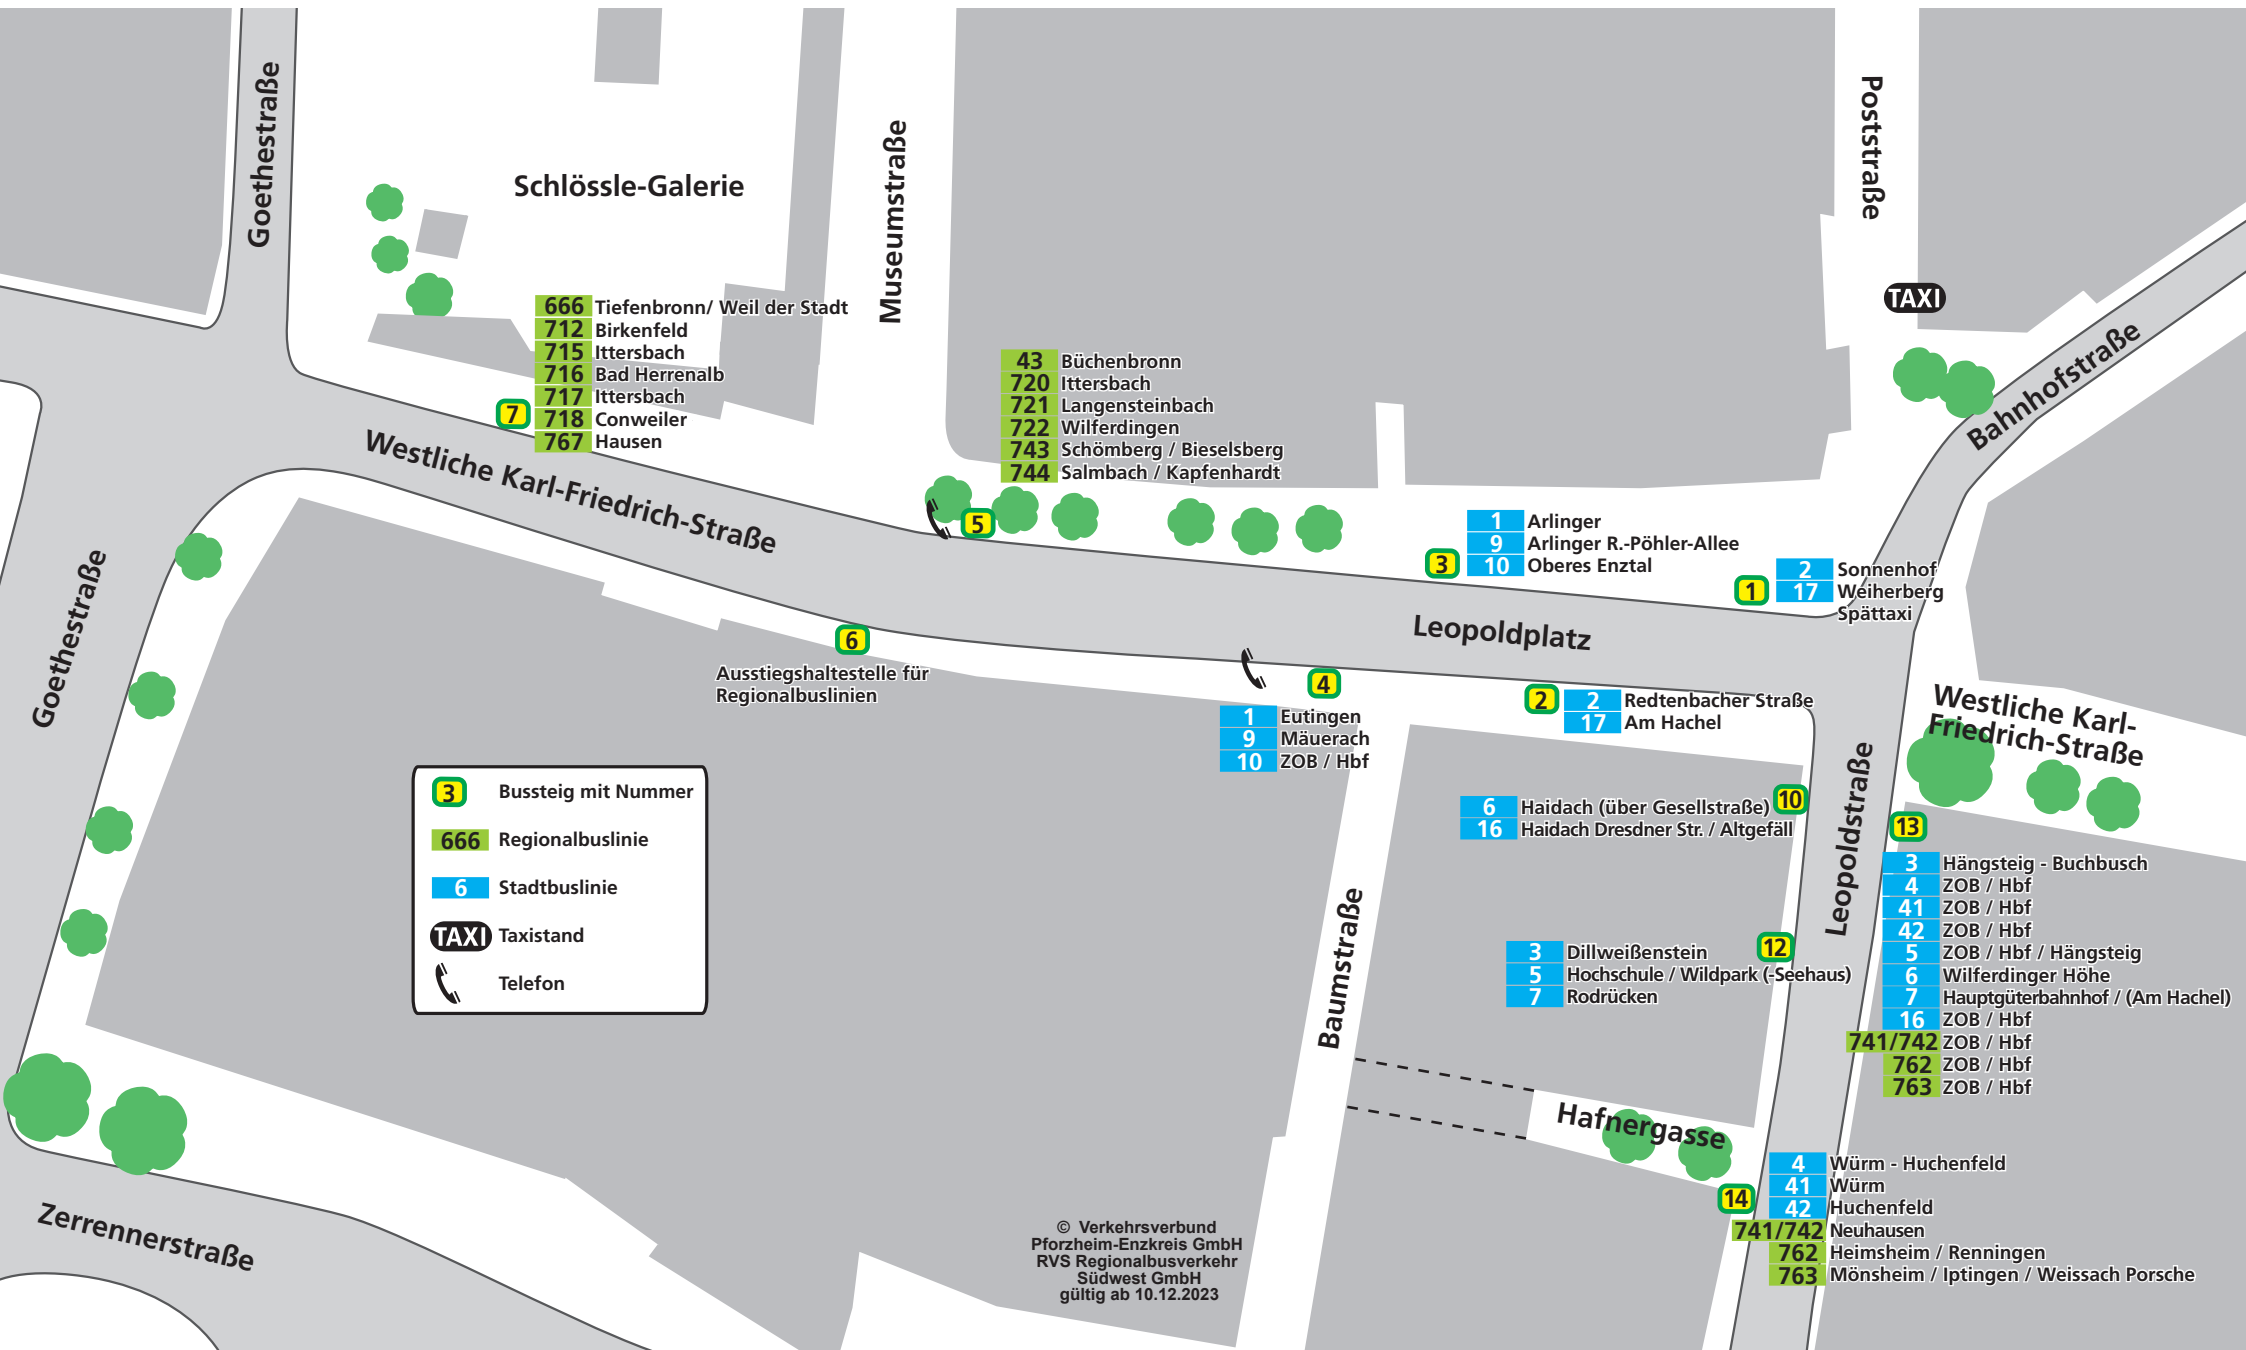 Goethestraße
Schlössle-Galerie
Museumstraße
Poststraße
TAXI
Bahnhofstraße
666 Tiefenbronn/ Weil der Stadt
712 Birkenfeld
715 Ittersbach
716 Bad Herrenalb
717 Ittersbach
718 Conweiler
767 Hausen
7
Westliche Karl-Friedrich-Straße
43 Büchenbronn
720 Ittersbach
721 Langensteinbach
722 Wilferdingen
743 Schömberg / Bieselsberg
744 Salmbach / Kapfenhardt
5
1 Arlinger
9 Arlinger R.-Pöhler-Allee
10 Oberes Enztal
3
2 Sonnenhof
17 Weiherberg
Spättaxi
1
Leopoldplatz
Goethestraße
6
Ausstiegshaltestelle für
Regionalbuslinien
4
1 Eutingen
9 Mäuerach
10 ZOB / Hbf
2
2 Redtenbacher Straße
17 Am Hachel
Westliche Karl-
Friedrich-Straße
3 Bussteig mit Nummer
666 Regionalbuslinie
6 Stadtbuslinie
TAXI Taxistand
Telefon
6 Haidach (über Gesellstraße)
16 Haidach Dresdner Str. / Altgefäll
10
Leopoldstraße
13
3 Hängsteig - Buchbusch
4 ZOB / Hbf
41 ZOB / Hbf
42 ZOB / Hbf
5 ZOB / Hbf / Hängsteig
6 Wilferdinger Höhe
7 Hauptgüterbahnhof / (Am Hachel)
16 ZOB / Hbf
741/742 ZOB / Hbf
762 ZOB / Hbf
763 ZOB / Hbf
12
3 Dillweißenstein
5 Hochschule / Wildpark (-Seehaus)
7 Rodrücken
Baumstraße
Hafnergasse
14
4 Würm - Huchenfeld
41 Würm
42 Huchenfeld
741/742 Neuhausen
762 Heimsheim / Renningen
763 Mönsheim / Iptingen / Weissach Porsche
Zerrennerstraße
© Verkehrsverbund
Pforzheim-Enzkreis GmbH
RVS Regionalbusverkehr
Südwest GmbH
gültig ab 10.12.2023